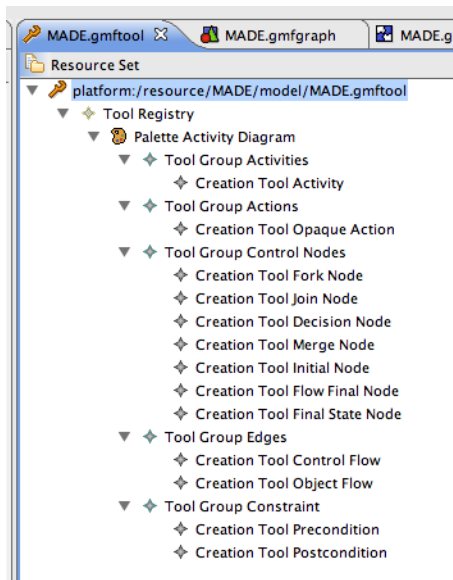 MADE.gmftool MADE.gmfgraph MADE.g
Resource Set
platform:/resource/MADE/model/MADE.gmftool
Tool Registry
Palette Activity Diagram
Tool Group Activities
Creation Tool Activity
Tool Group Actions
Creation Tool Opaque Action
Tool Group Control Nodes
Creation Tool Fork Node
Creation Tool Join Node
Creation Tool Decision Node
Creation Tool Merge Node
Creation Tool Initial Node
Creation Tool Flow Final Node
Creation Tool Final State Node
Tool Group Edges
Creation Tool Control Flow
Creation Tool Object Flow
Tool Group Constraint
Creation Tool Precondition
Creation Tool Postcondition